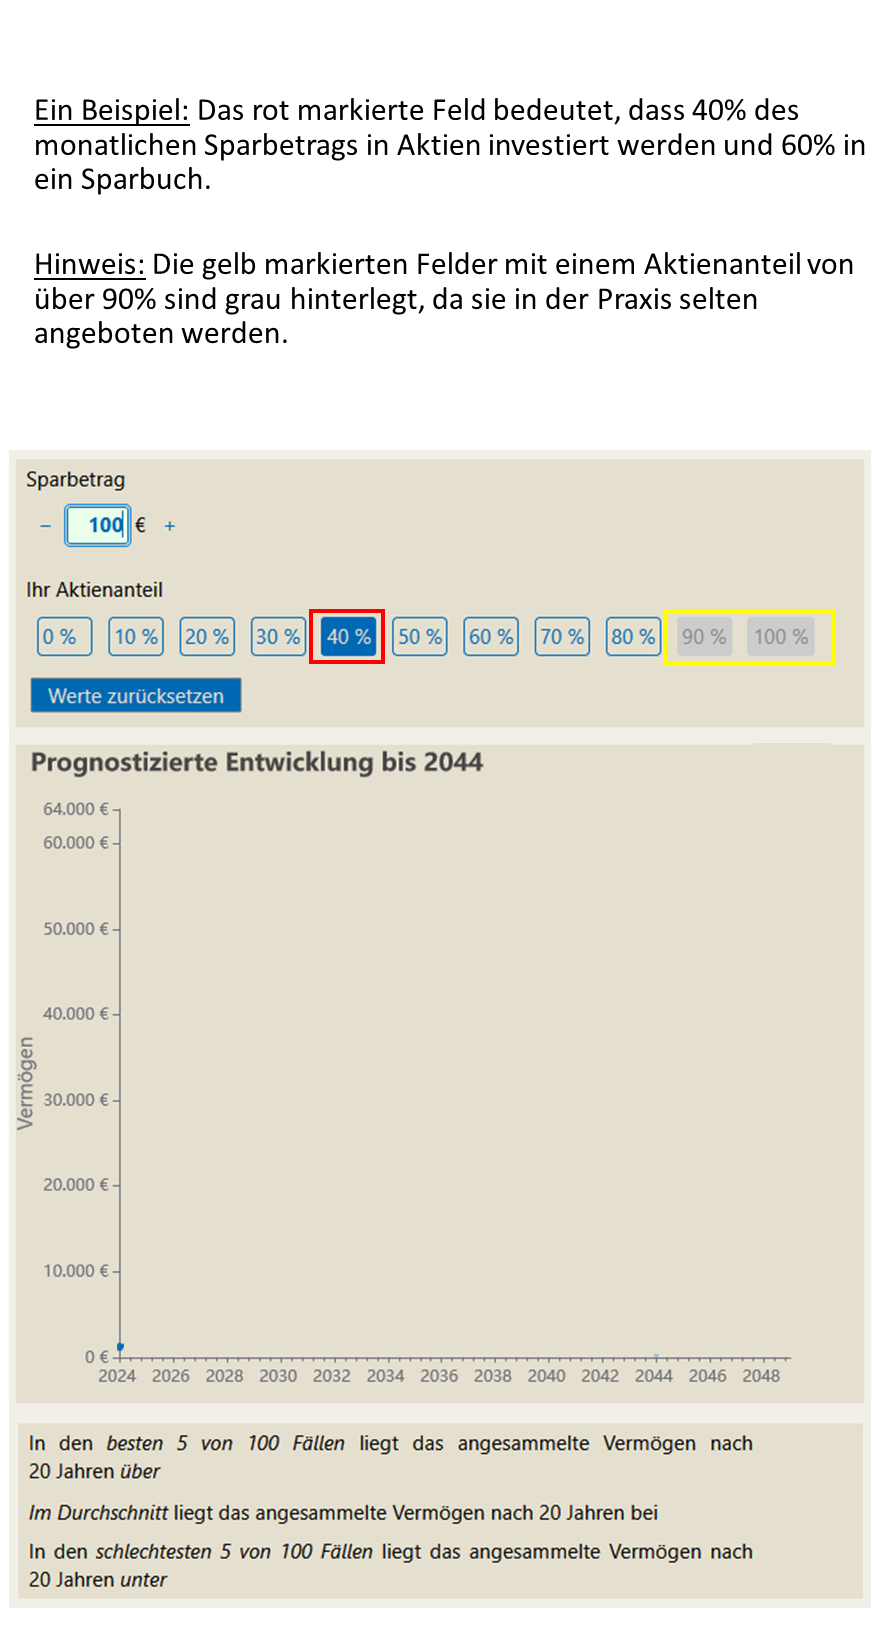 Ein Beispiel: Das rot markierte Feld bedeutet, dass 40% des
monatlichen Sparbetrags in Aktien investiert werden und 60% in
ein Sparbuch.
Hinweis: Die gelb markierten Felder mit einem Aktienanteil von
über 90% sind grau hinterlegt, da sie in der Praxis selten
angeboten werden.
Sparbetrag
– 100 € +
Ihr Aktienanteil
0 % 10 % 20 % 30 % 40 % 50 % 60 % 70 % 80 % 90 % 100 %
Werte zurücksetzen
Prognostizierte Entwicklung bis 2044
64.000 €
60.000 €
50.000 €
40.000 €
Vermögen
30.000 €
20.000 €
10.000 €
0 €
2024 2026 2028 2030 2032 2034 2036 2038 2040 2042 2044 2046 2048
In den besten 5 von 100 Fällen liegt das angesammelte Vermögen nach
20 Jahren über
Im Durchschnitt liegt das angesammelte Vermögen nach 20 Jahren bei
In den schlechtesten 5 von 100 Fällen liegt das angesammelte Vermögen nach
20 Jahren unter